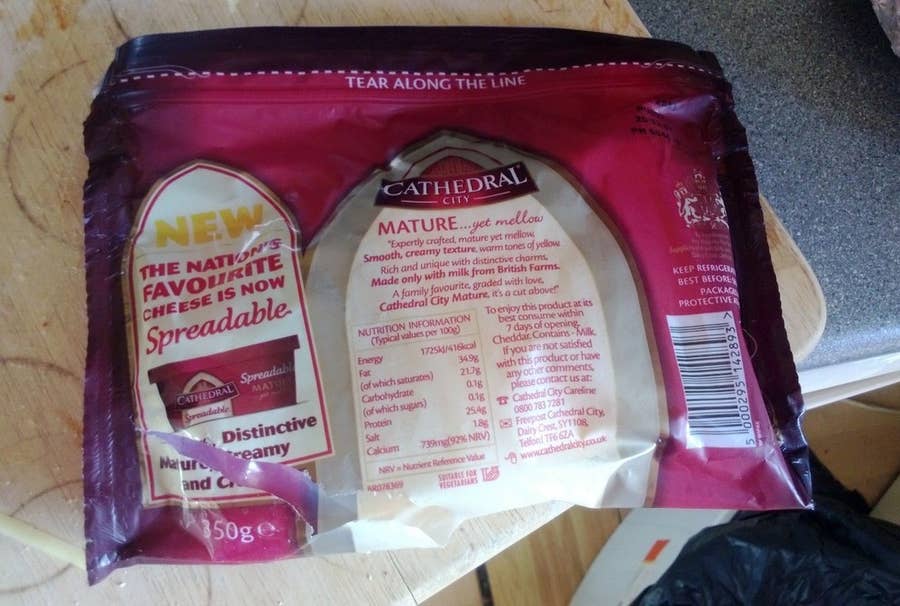 TEAR ALONG THE LINE
NEW
THE NATION'S
FAVOURITE
CHEESE IS NOW
Spreadable
CATHEDRAL
Spreadable
Spreadable
Distinctive
Creamy
and
350g e
CATHEDRAL
CITY
MATURE...yet mellow
"Expertly crafted, mature yet mellow,
Smooth, creamy texture, warm tones of yellow.
Rich and unique with distinctive charms,
Made only with milk from British Farms.
A family favourite, graded with love,
Cathedral City Mature, it's a cut above!"
NUTRITION INFORMATION
(Typical values per 100g)
Energy 1725kJ/416kcal
Fat 34.9g
(of which saturates) 21.7g
Carbohydrate 0.1g
(of which sugars) 0.1g
Protein 25.4g
Salt 1.8g
Calcium 739mg(92% NRV)
NRV = Nutrient Reference Value
SUITABLE FOR
VEGETARIANS
To enjoy this product at its
best consume within
7 days of opening.
Cheddar. Contains - Milk.
If you are not satisfied
with this product or have
any other comments,
please contact us at:
Cathedral City Careline
0800 783 7281
Freepost Cathedral City,
Dairy Crest, SY1108,
Telford TF6 6ZA
www.cathedralcity.co.uk
KEEP
BEST BEFORE:
PROTECTIVE
5 000295 142893 >